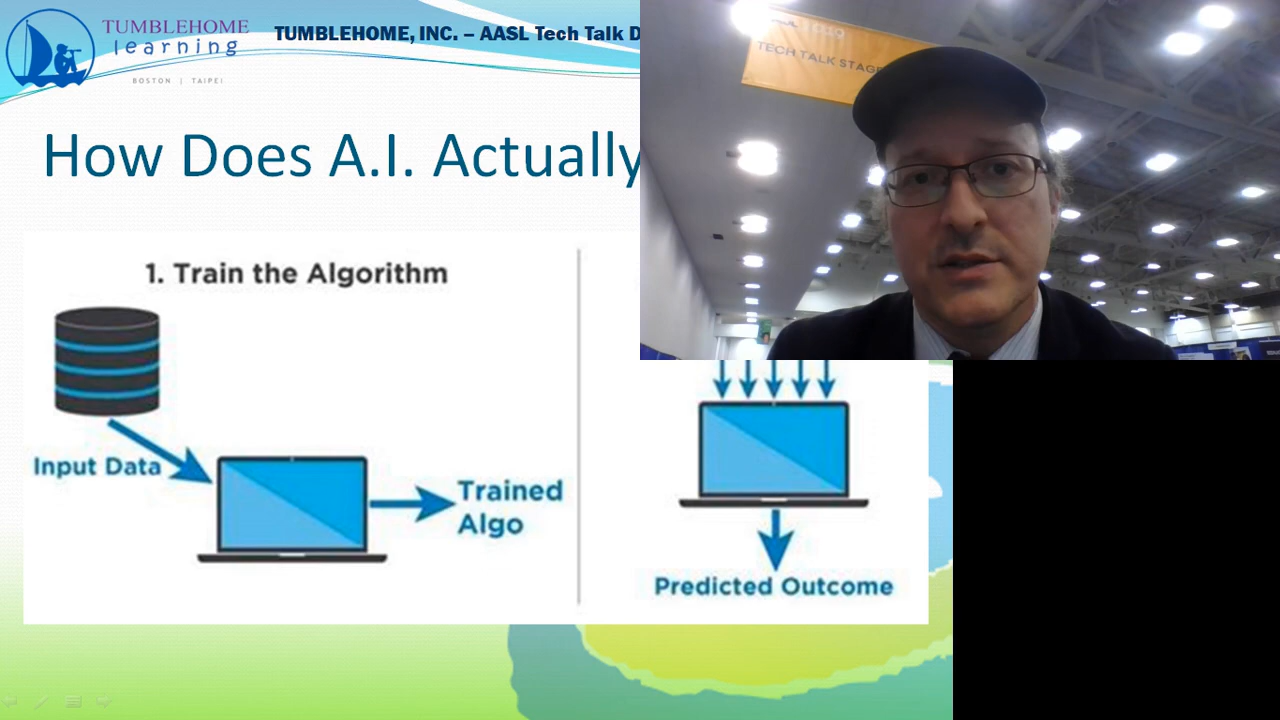 TUMBLEHOME
learning
BOSTON | TAIPEI
TUMBLEHOME, INC. – AASL Tech Talk D
TECH TALK STAGE
How Does A.I. Actually
1. Train the Algorithm
Input Data
Trained
Algo
Predicted Outcome